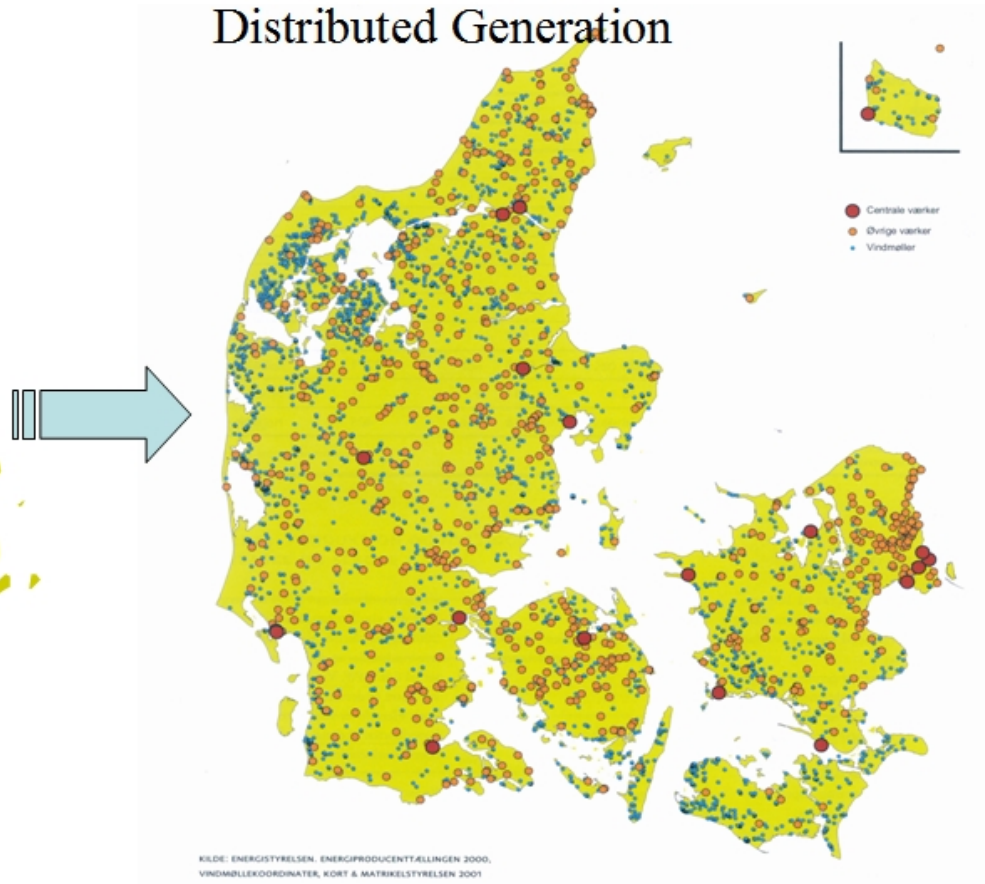 Distributed Generation
Centrale værker
Øvrige værker
Vindmøller
KILDE: ENERGISTYRELSEN. ENERGIPRODUCENTTÆLLINGEN 2000,
VINDMØLLEKOORDINATER, KORT & MATRIKELSTYRELSEN 2001